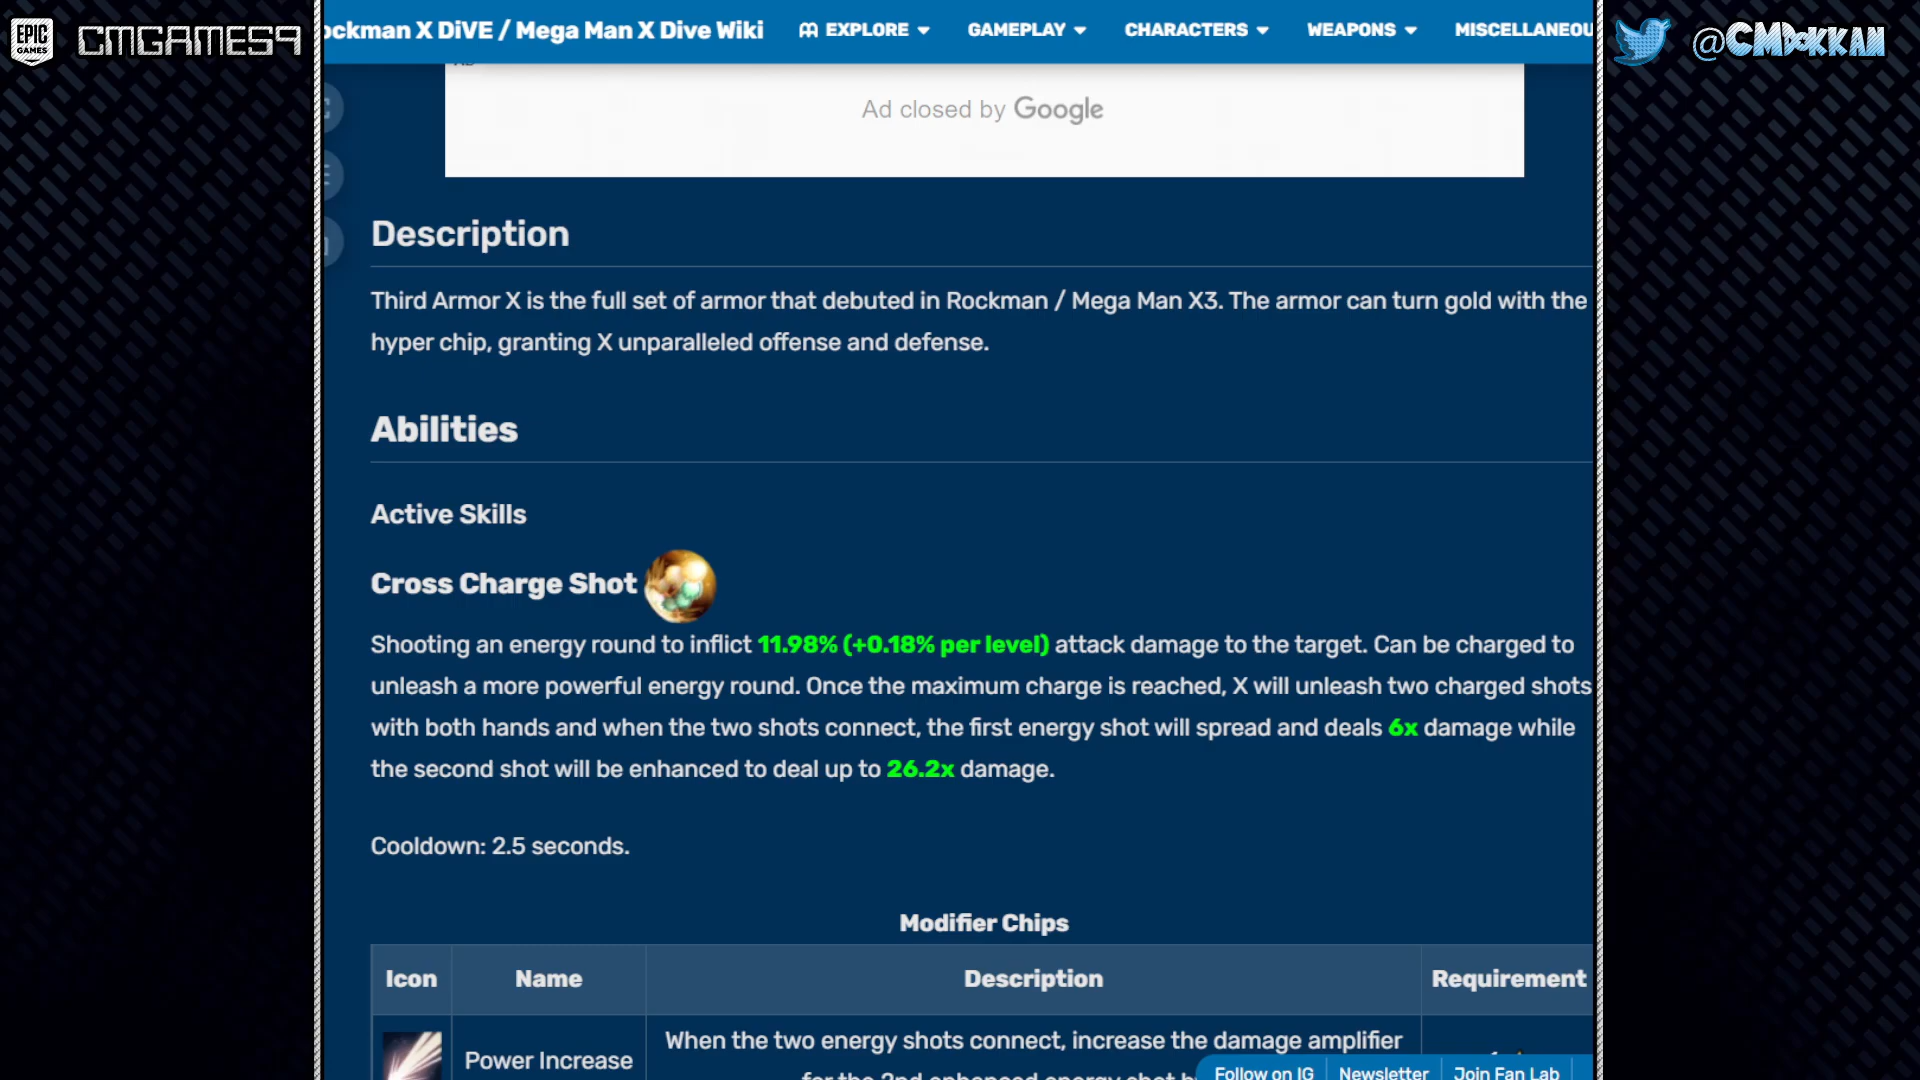 EPIC
GAMES
CMGAMES9
ockman X DiVE / Mega Man X Dive Wiki
EXPLORE
GAMEPLAY
CHARACTERS
WEAPONS
MISCELLANEOU
@CMDOKKAN
Ad closed by Google
Description
Third Armor X is the full set of armor that debuted in Rockman / Mega Man X3. The armor can turn gold with the
hyper chip, granting X unparalleled offense and defense.
Abilities
Active Skills
Cross Charge Shot
Shooting an energy round to inflict 11.98% (+0.18% per level) attack damage to the target. Can be charged to
unleash a more powerful energy round. Once the maximum charge is reached, X will unleash two charged shots
with both hands and when the two shots connect, the first energy shot will spread and deals 6x damage while
the second shot will be enhanced to deal up to 26.2x damage.
Cooldown: 2.5 seconds.
Modifier Chips
Icon
Name
Description
Requirement
Power Increase
When the two energy shots connect, increase the damage amplifier
for the 2nd enhanced energy shot
Follow on IG
Newsletter
Join Fan Lab